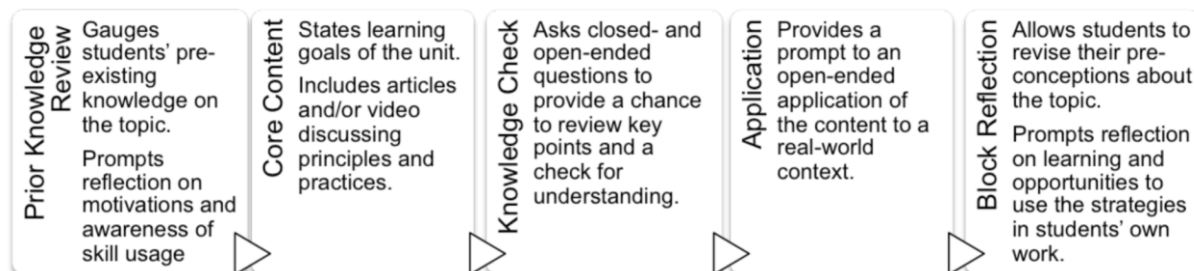 Prior Knowledge
Review
Gauges
students’ pre-
existing
knowledge on
the topic.
Prompts
reflection on
motivations and
awareness of
skill usage
Core Content
States learning
goals of the unit.
Includes articles
and/or video
discussing
principles and
practices.
Knowledge Check
Asks closed- and
open-ended
questions to
provide a chance
to review key
points and a
check for
understanding.
Application
Provides a
prompt to an
open-ended
application of
the content to a
real-world
context.
Block Reflection
Allows students to
revise their pre-
conceptions about
the topic.
Prompts reflection
on learning and
opportunities to
use the strategies
in students’ own
work.